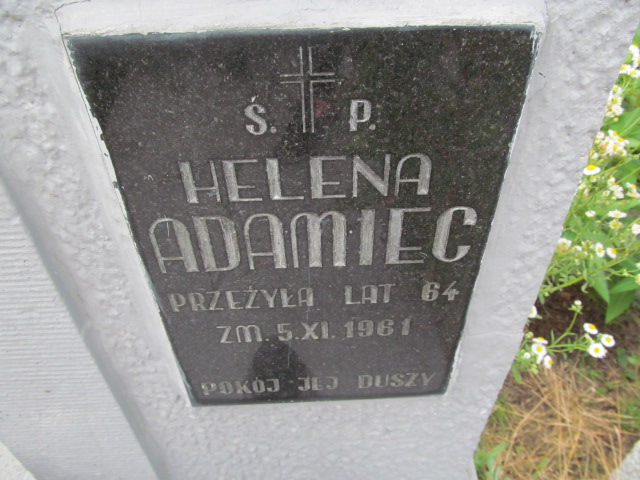 Ś. P.
HELENA
ADAMIEC
PRZEŻYŁA LAT 64
ZM. 5.XI.1961
POKÓJ JEJ DUSZY